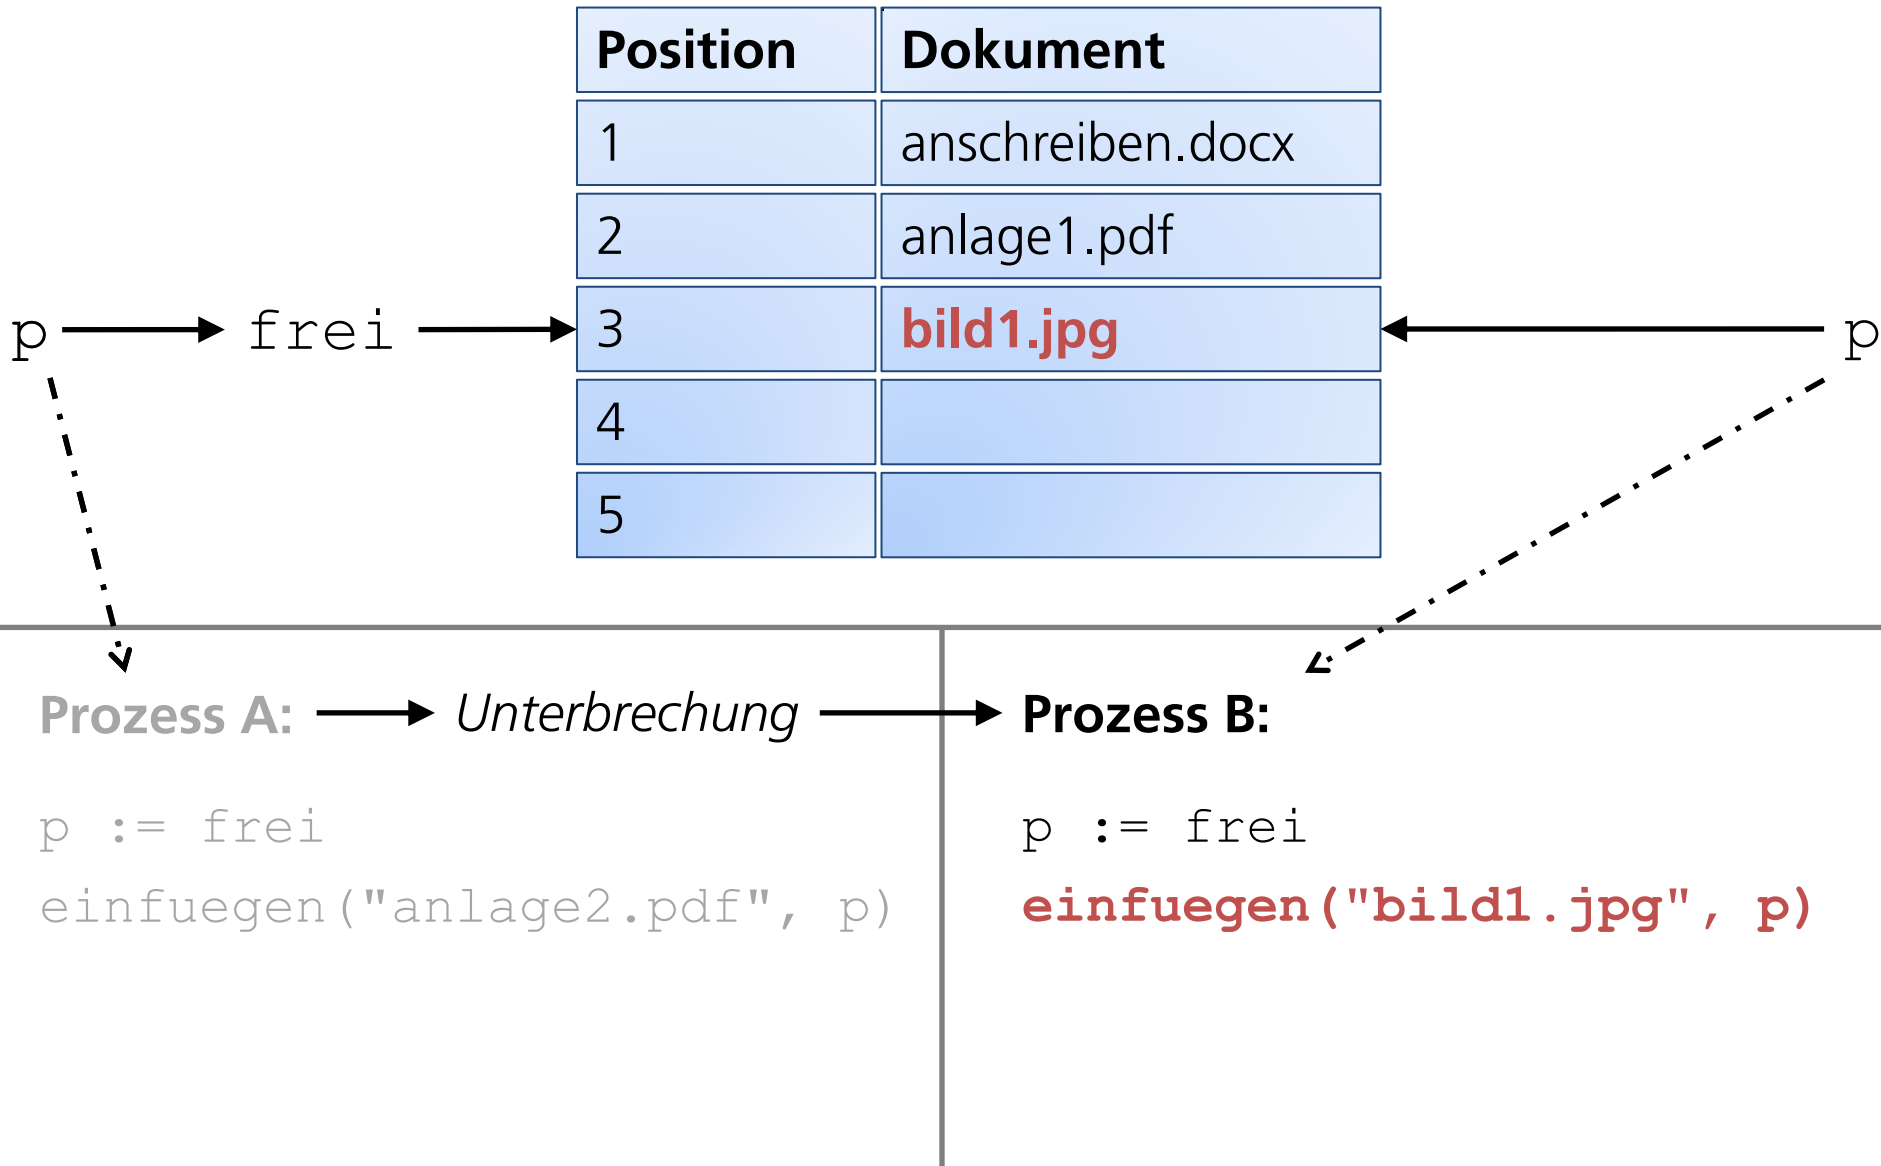 Position Dokument
1 anschreiben.docx
2 anlage1.pdf
p frei 3 bild1.jpg p
4
5
Prozess A: Unterbrechung Prozess B:
p := frei
einfuegen("anlage2.pdf", p)
p := frei
einfuegen("bild1.jpg", p)